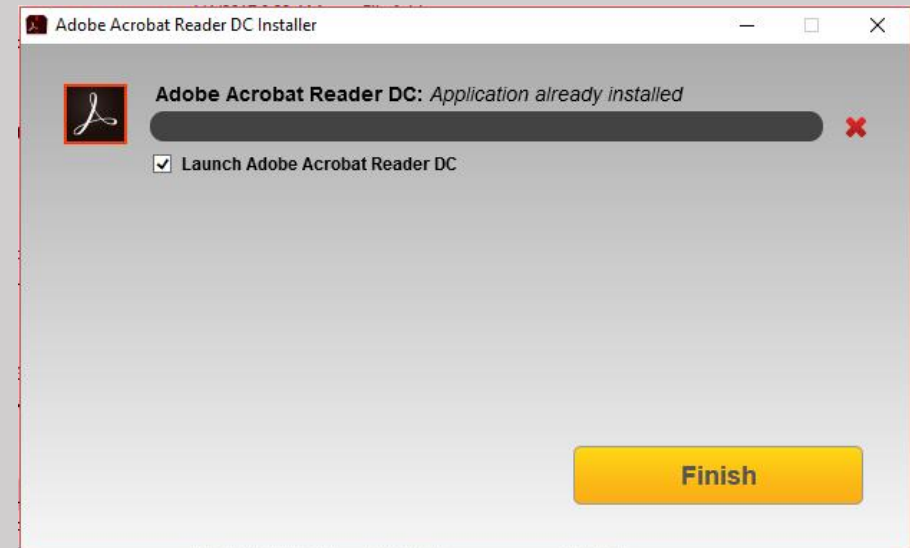 Adobe Acrobat Reader DC Installer
Adobe Acrobat Reader DC: Application already installed
Launch Adobe Acrobat Reader DC
Finish